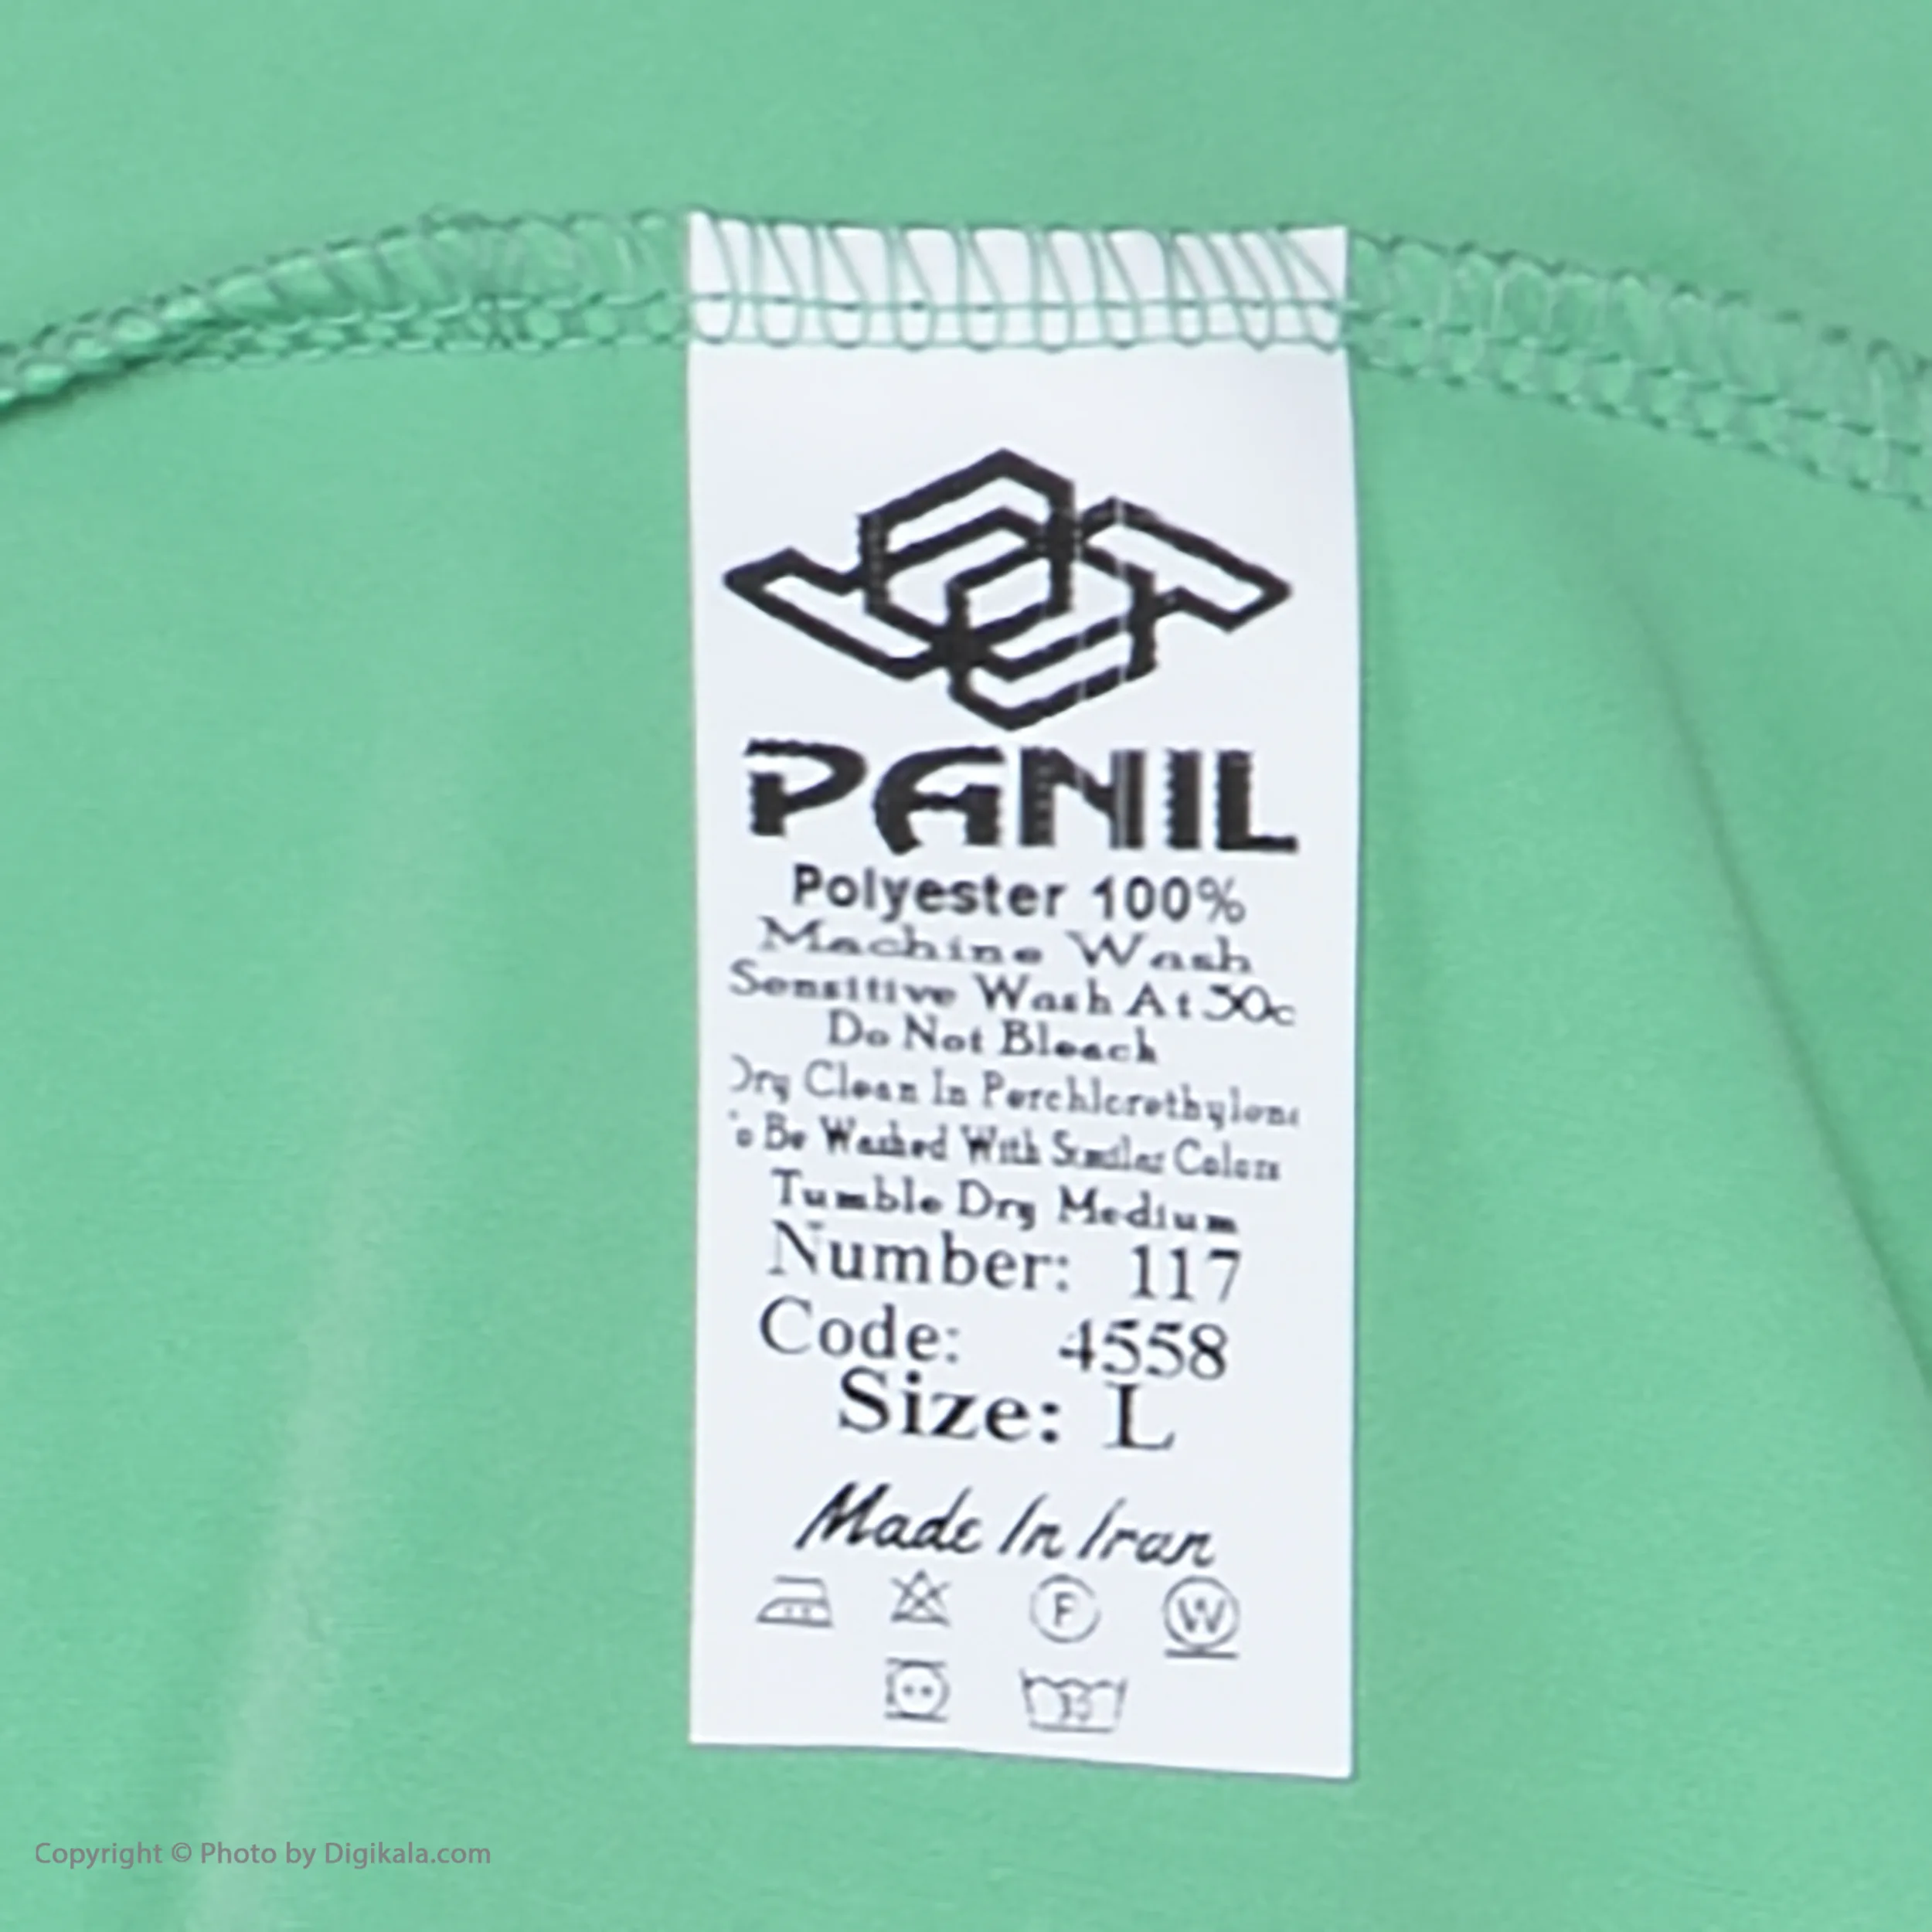 PANIL
Polyester 100%
Machine Wash
Sensitive Wash At 30c
Do Not Bleach
Dry Clean In Perchlorethylene
To Be Washed With Similar Colors
Tumble Dry Medium
Number: 117
Code: 4558
Size: L
Made In Iran
F W
Copyright © Photo by Digikala.com